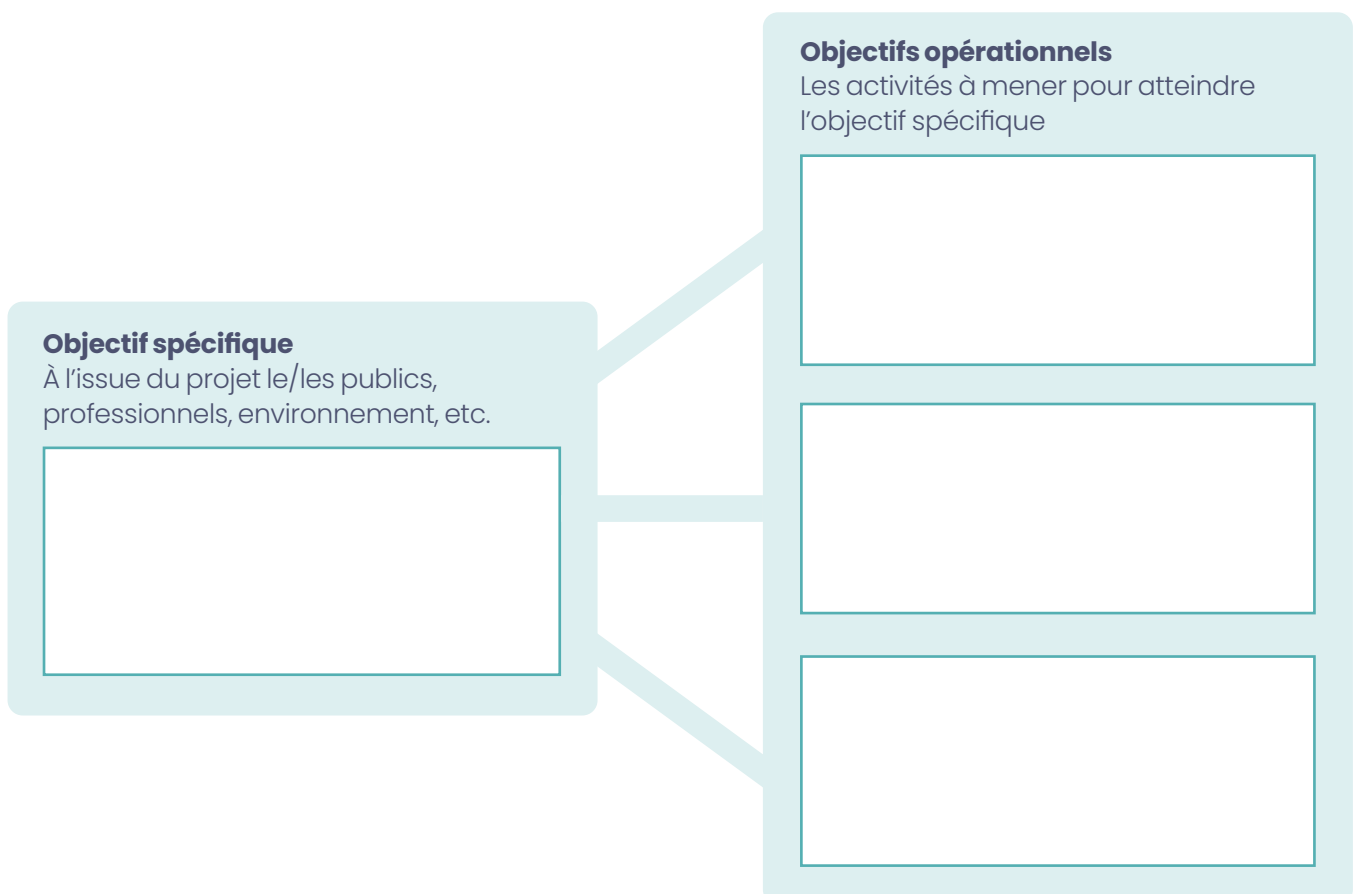 Objectifs opérationnels
Les activités à mener pour atteindre
l’objectif spécifique
Objectif spécifique
À l’issue du projet le/les publics,
professionnels, environnement, etc.